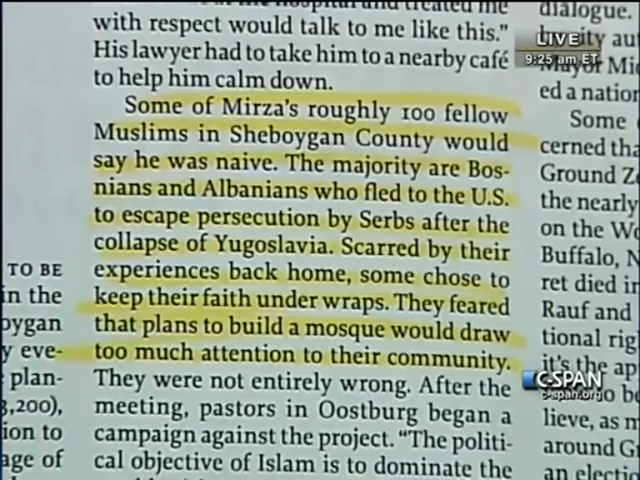 with respect would talk to me like this."
His lawyer had to take him to a nearby café
to help him calm down.
Some of Mirza's roughly 100 fellow
Muslims in Sheboygan County would
say he was naive. The majority are Bos-
nians and Albanians who fled to the U.S.
to escape persecution by Serbs after the
collapse of Yugoslavia. Scarred by their
experiences back home, some chose to
keep their faith under wraps. They feared
that plans to build a mosque would draw
too much attention to their community.
They were not entirely wrong. After the
meeting, pastors in Oostburg began a
campaign against the project. "The politi-
cal objective of Islam is to dominate the
TO BE
in the
oygan
y eve-
plan-
3,200),
ion to
age of
dialogue.
LIVE
9:25 am ET
Mayor Mic
ed a nation
Some
cerned tha
Ground Ze
the nearly
on the Wo
Buffalo, N
ret died in
Rauf and
tional righ
it's the ap
C-SPAN
c-span.org
lieve, as m
around Gr
an electio